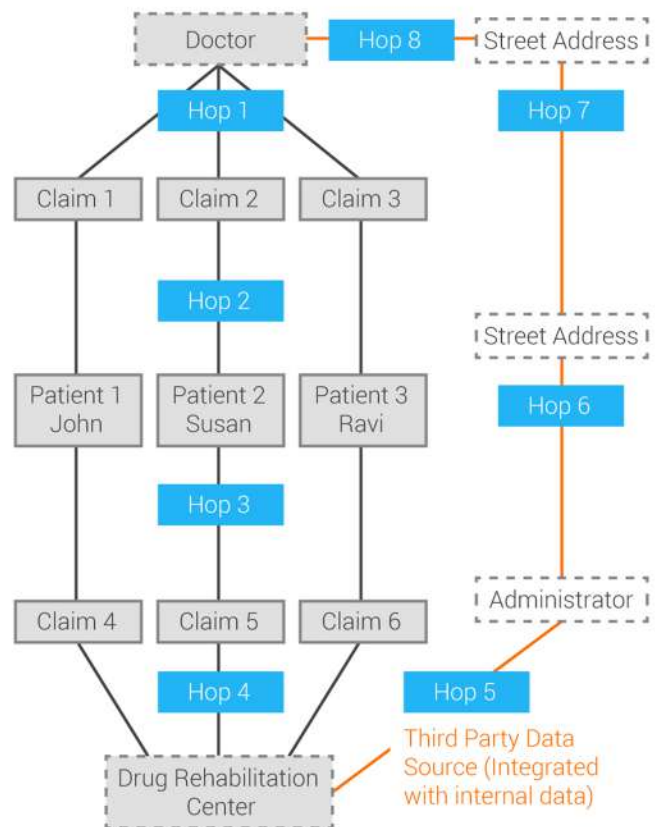 Doctor
Hop 8
Street Address
Hop 1
Hop 7
Claim 1
Claim 2
Claim 3
Hop 2
Street Address
Patient 1
John
Patient 2
Susan
Patient 3
Ravi
Hop 6
Hop 3
Claim 4
Claim 5
Claim 6
Administrator
Hop 4
Hop 5
Drug Rehabilitation
Center
Third Party Data
Source (Integrated
with internal data)